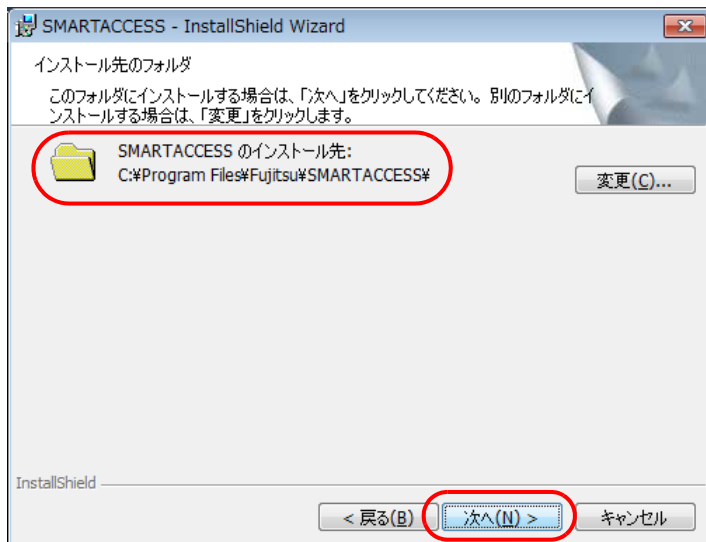 SMARTACCESS - InstallShield Wizard
インストール先のフォルダ
このフォルダにインストールする場合は、「次へ」をクリックしてください。別のフォルダにイ
ンストールする場合は、「変更」をクリックします。
SMARTACCESS のインストール先:
C:¥Program Files¥Fujitsu¥SMARTACCESS¥
変更(C)...
InstallShield
< 戻る(B)
次へ(N) >
キャンセル